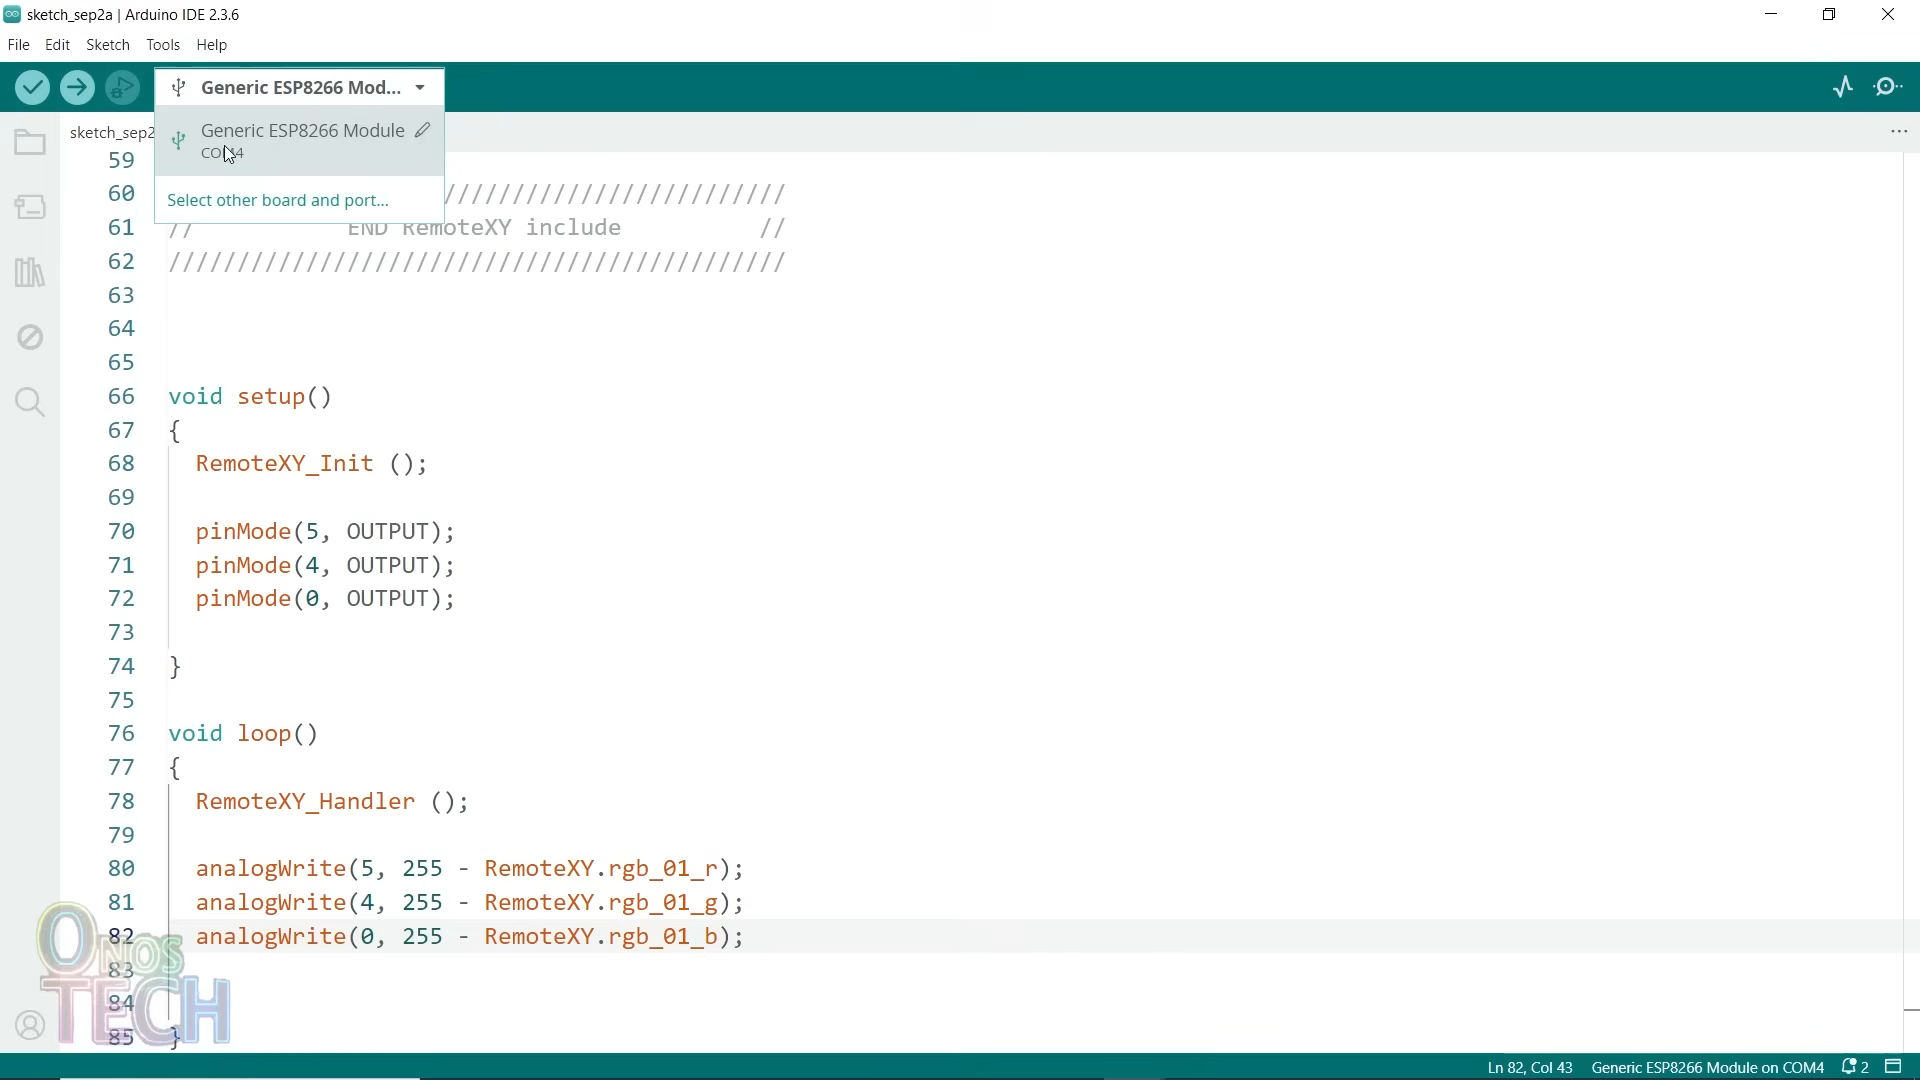 sketch_sep2a | Arduino IDE 2.3.6
File Edit Sketch Tools Help
Generic ESP8266 Mod...
Generic ESP8266 Module
Select other board and port...
sketch_sep2
59
60 /////////////////////////
61 // END RemoteXY include //
62 /////////////////////////////////////////////
63
64
65
66 void setup()
67 {
68 RemoteXY_Init ();
69
70 pinMode(5, OUTPUT);
71 pinMode(4, OUTPUT);
72 pinMode(0, OUTPUT);
73
74 }
75
76 void loop()
77 {
78 RemoteXY_Handler ();
79
80 analogWrite(5, 255 - RemoteXY.rgb_01_r);
81 analogWrite(4, 255 - RemoteXY.rgb_01_g);
82 analogWrite(0, 255 - RemoteXY.rgb_01_b);
83
84
85 }
ONOS
TECH
Ln 82, Col 43 Generic ESP8266 Module on COM4 2